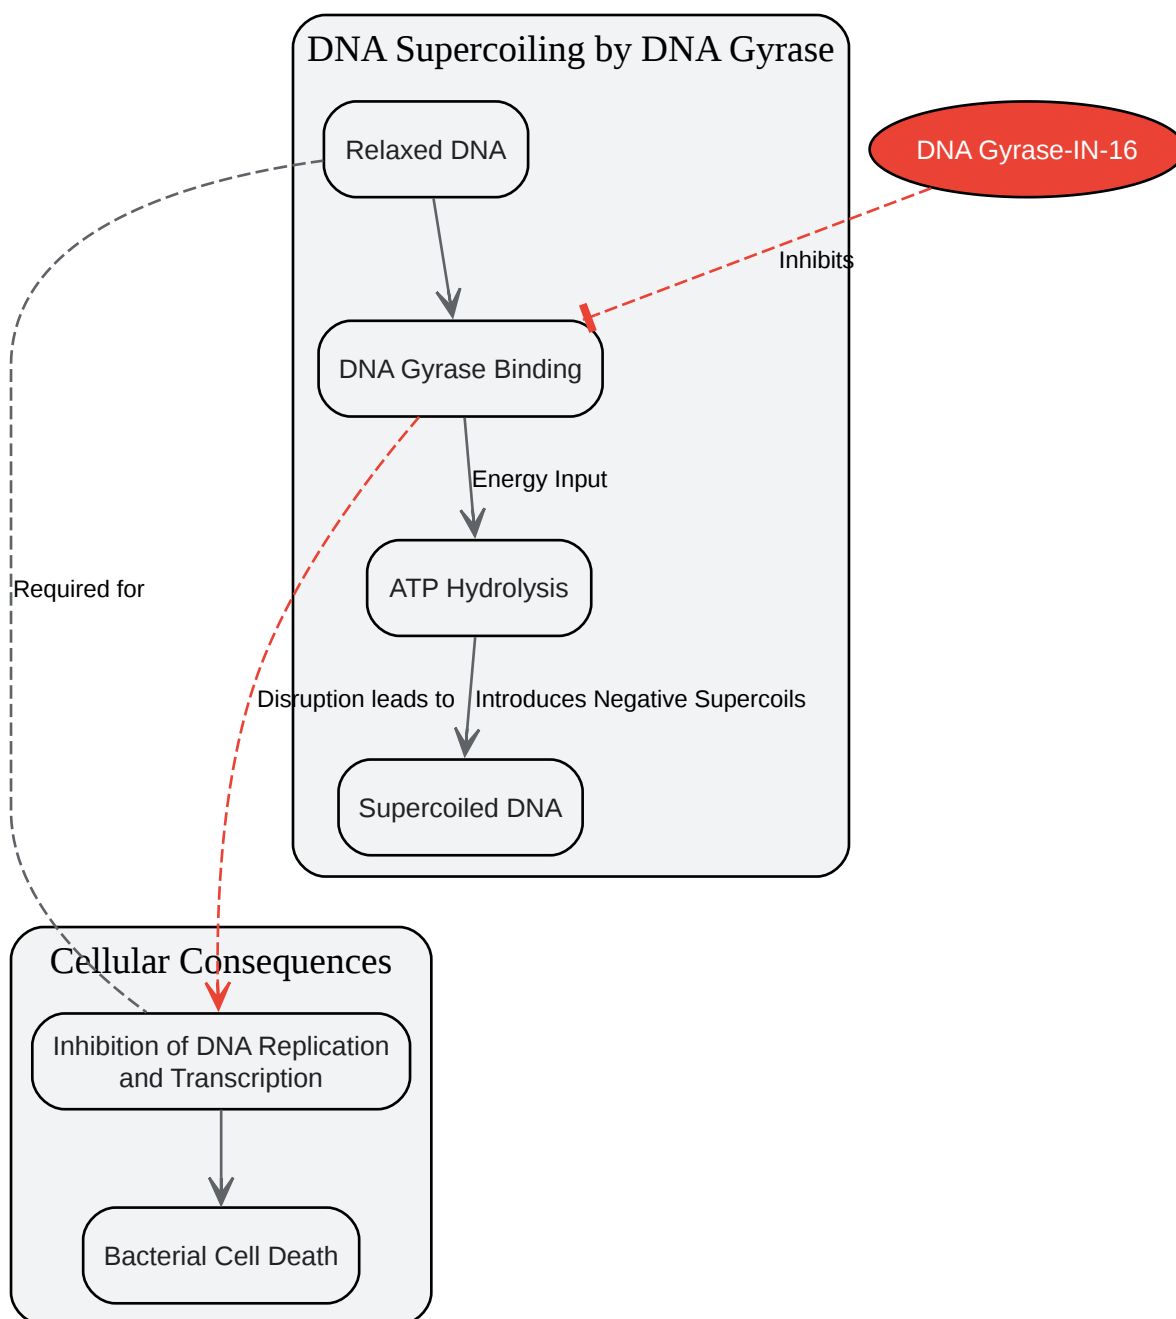 DNA Supercoiling by DNA Gyrase
Relaxed DNA
DNA Gyrase-IN-16
Inhibits
DNA Gyrase Binding
Energy Input
ATP Hydrolysis
Required for
Disruption leads to
Introduces Negative Supercoils
Supercoiled DNA
Cellular Consequences
Inhibition of DNA Replication
and Transcription
Bacterial Cell Death